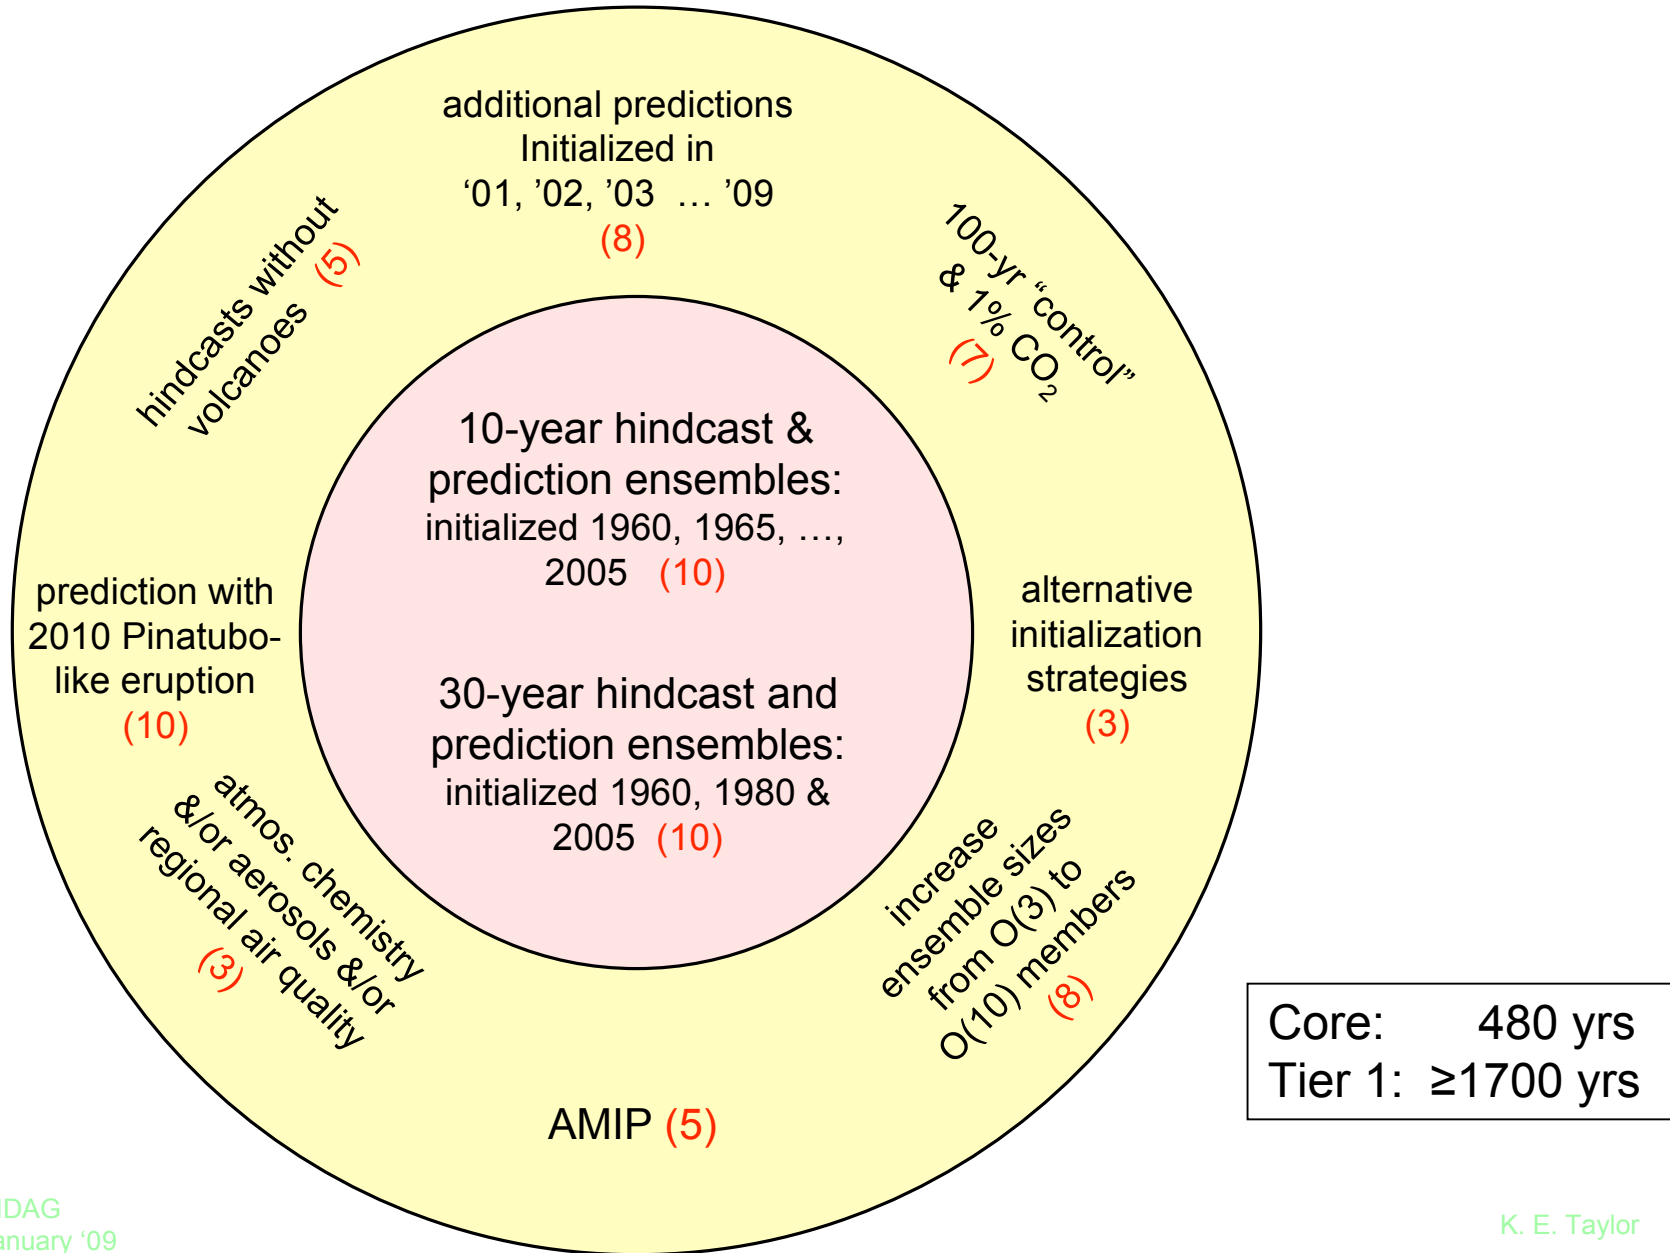 additional predictions
Initialized in
‘01, ’02, ’03 … ’09
(8)
hindcasts without
volcanoes (5)
100-yr “control”
& 1% CO₂
(7)
10-year hindcast &
prediction ensembles:
initialized 1960, 1965, …,
2005 (10)
prediction with
2010 Pinatubo-
like eruption
(10)
alternative
initialization
strategies
(3)
30-year hindcast and
prediction ensembles:
initialized 1960, 1980 &
2005 (10)
atmos. chemistry
&/or aerosols &/or
regional air quality
(3)
increase
ensemble sizes
from O(3) to
O(10) members
(8)
AMIP (5)
Core: 480 yrs
Tier 1: ≥1700 yrs
‘09
K. E. Taylor